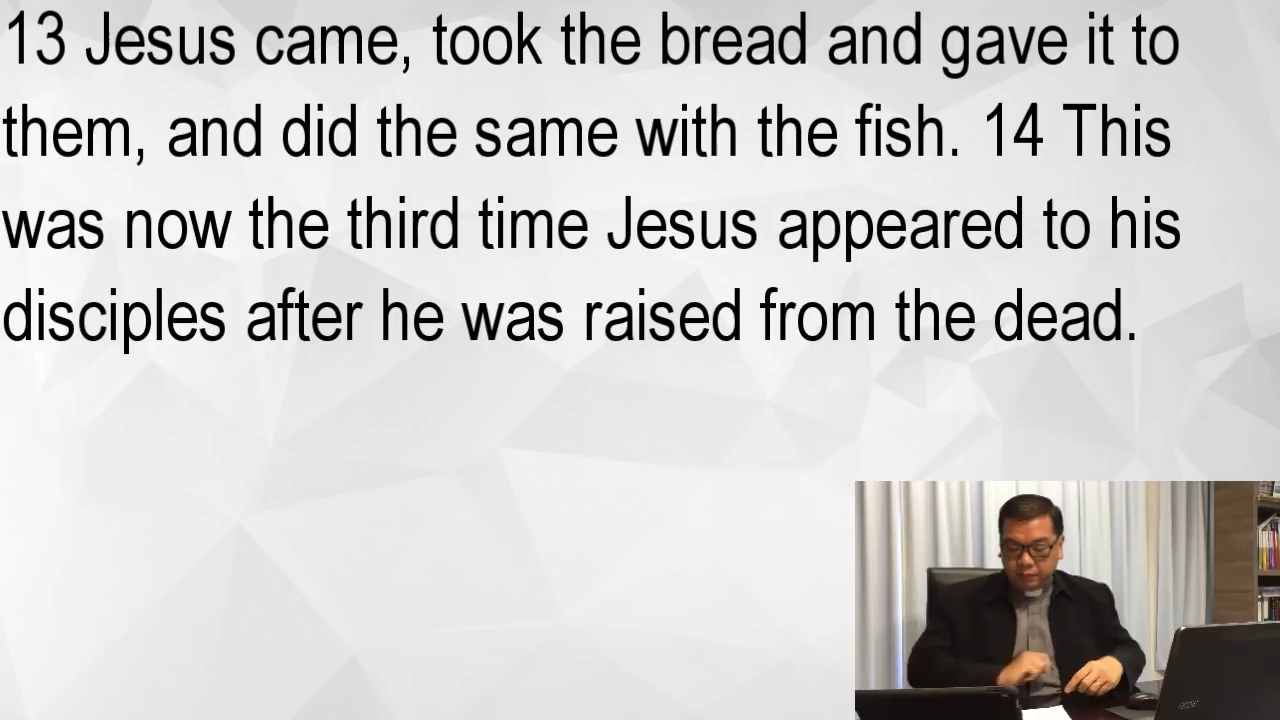 13 Jesus came, took the bread and gave it to
them, and did the same with the fish. 14 This
was now the third time Jesus appeared to his
disciples after he was raised from the dead.
acer